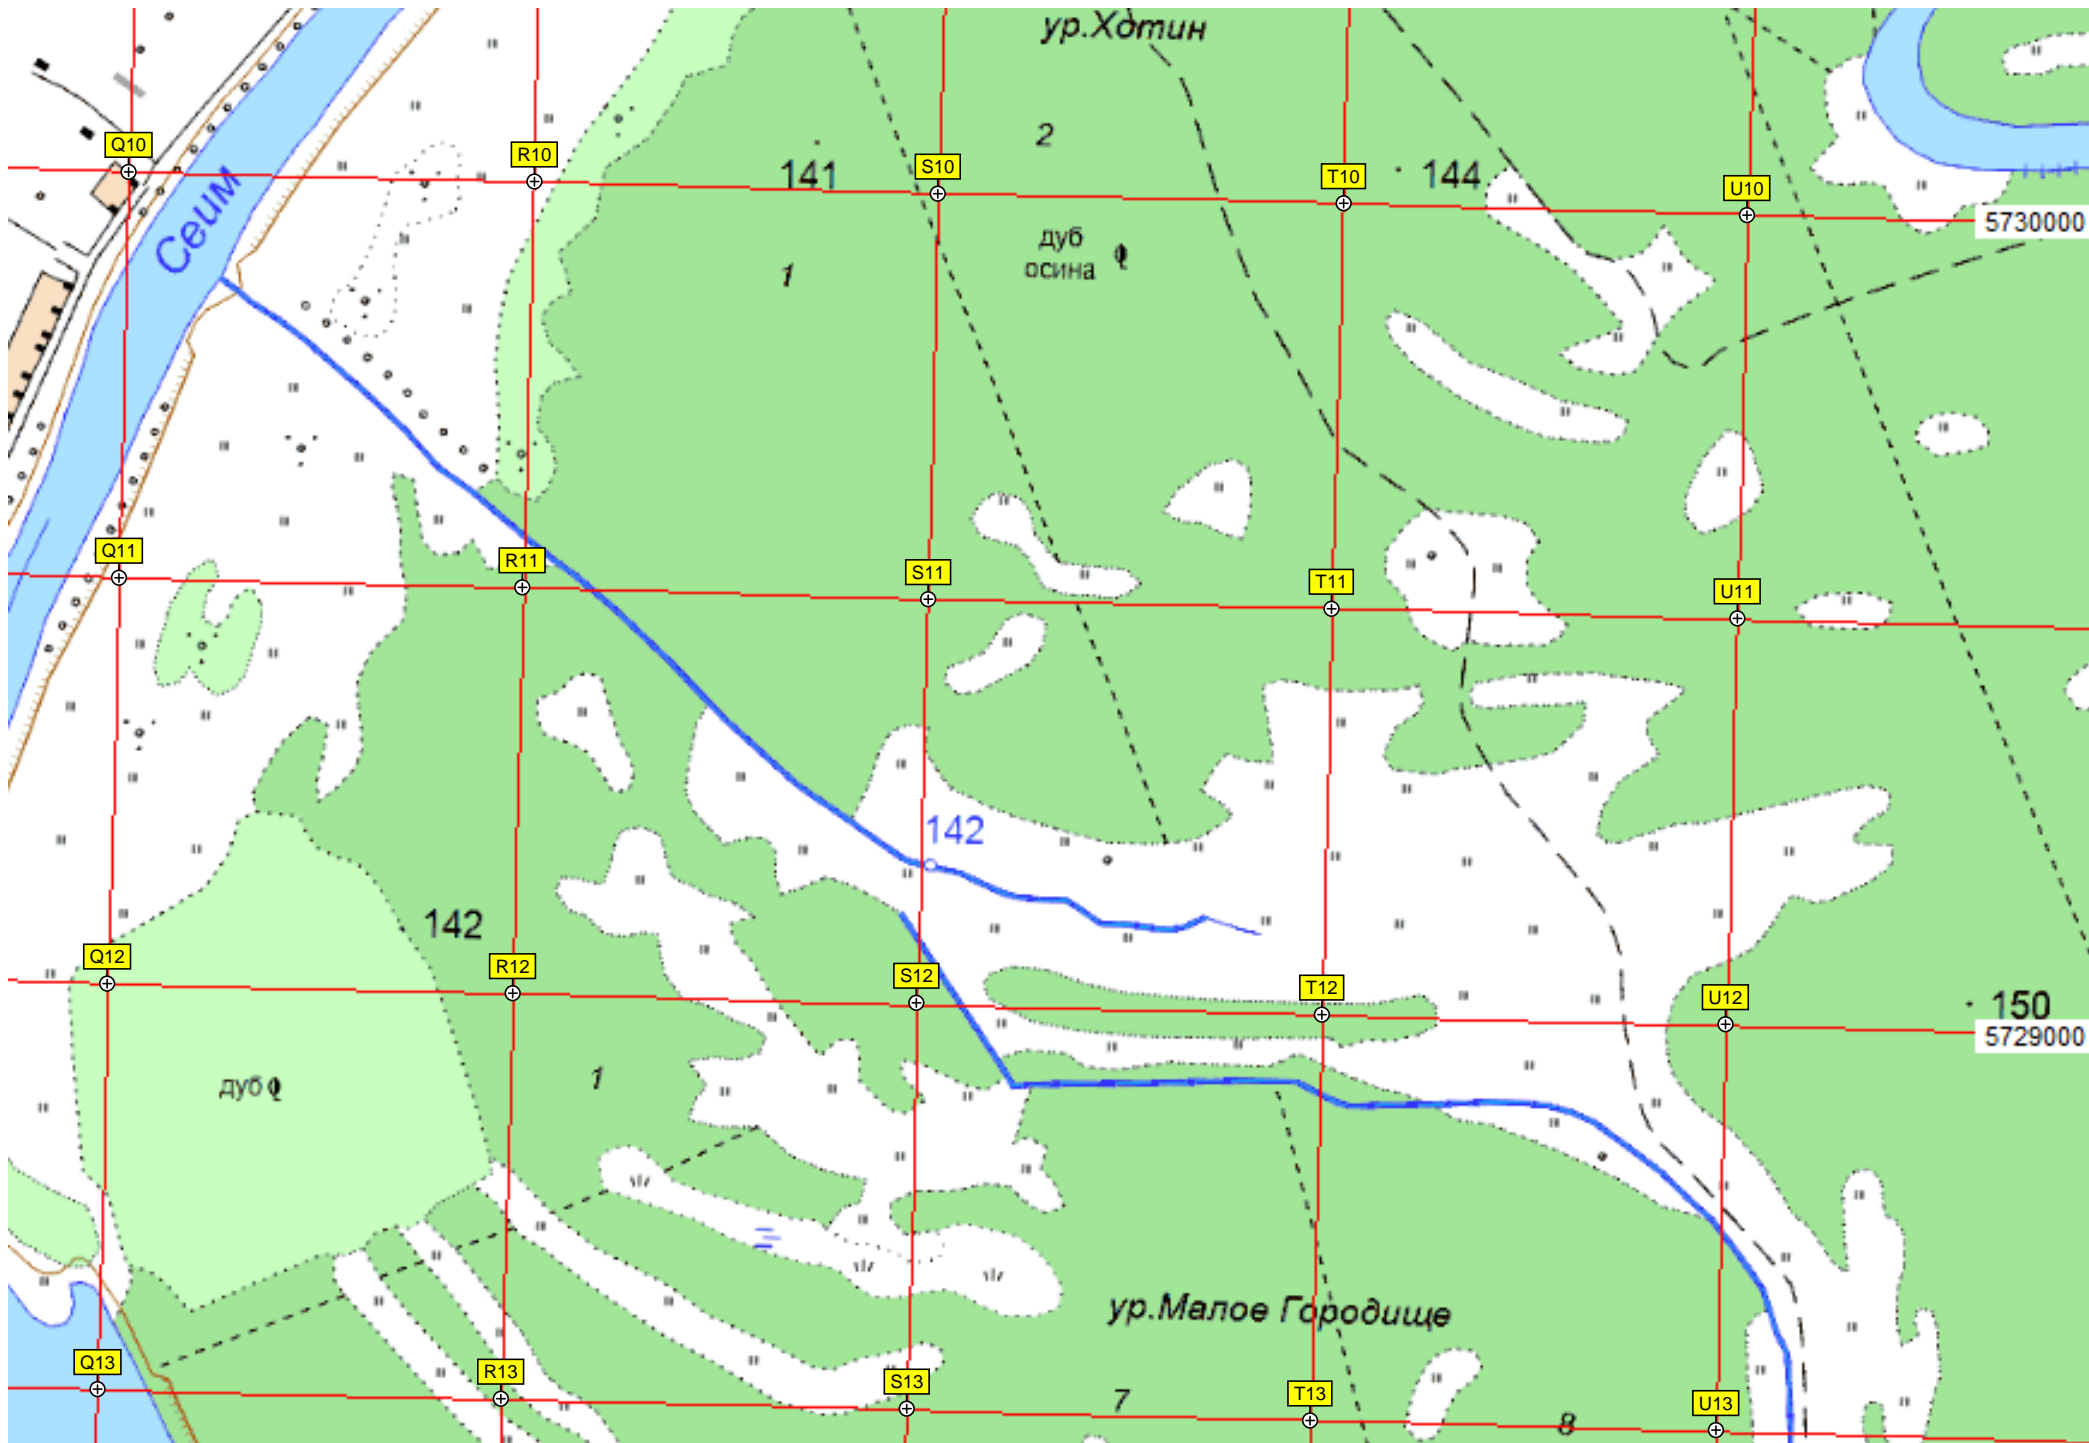 ур.Хотин
2
Q10
R10
141
S10
T10
144
U10
5730000
Сейм
дуб
осина
1
Q11
R11
S11
T11
U11
142
142
Q12
R12
S12
T12
U12
150
5729000
дуб
1
ур.Малое Городище
Q13
R13
S13
7
T13
8
U13